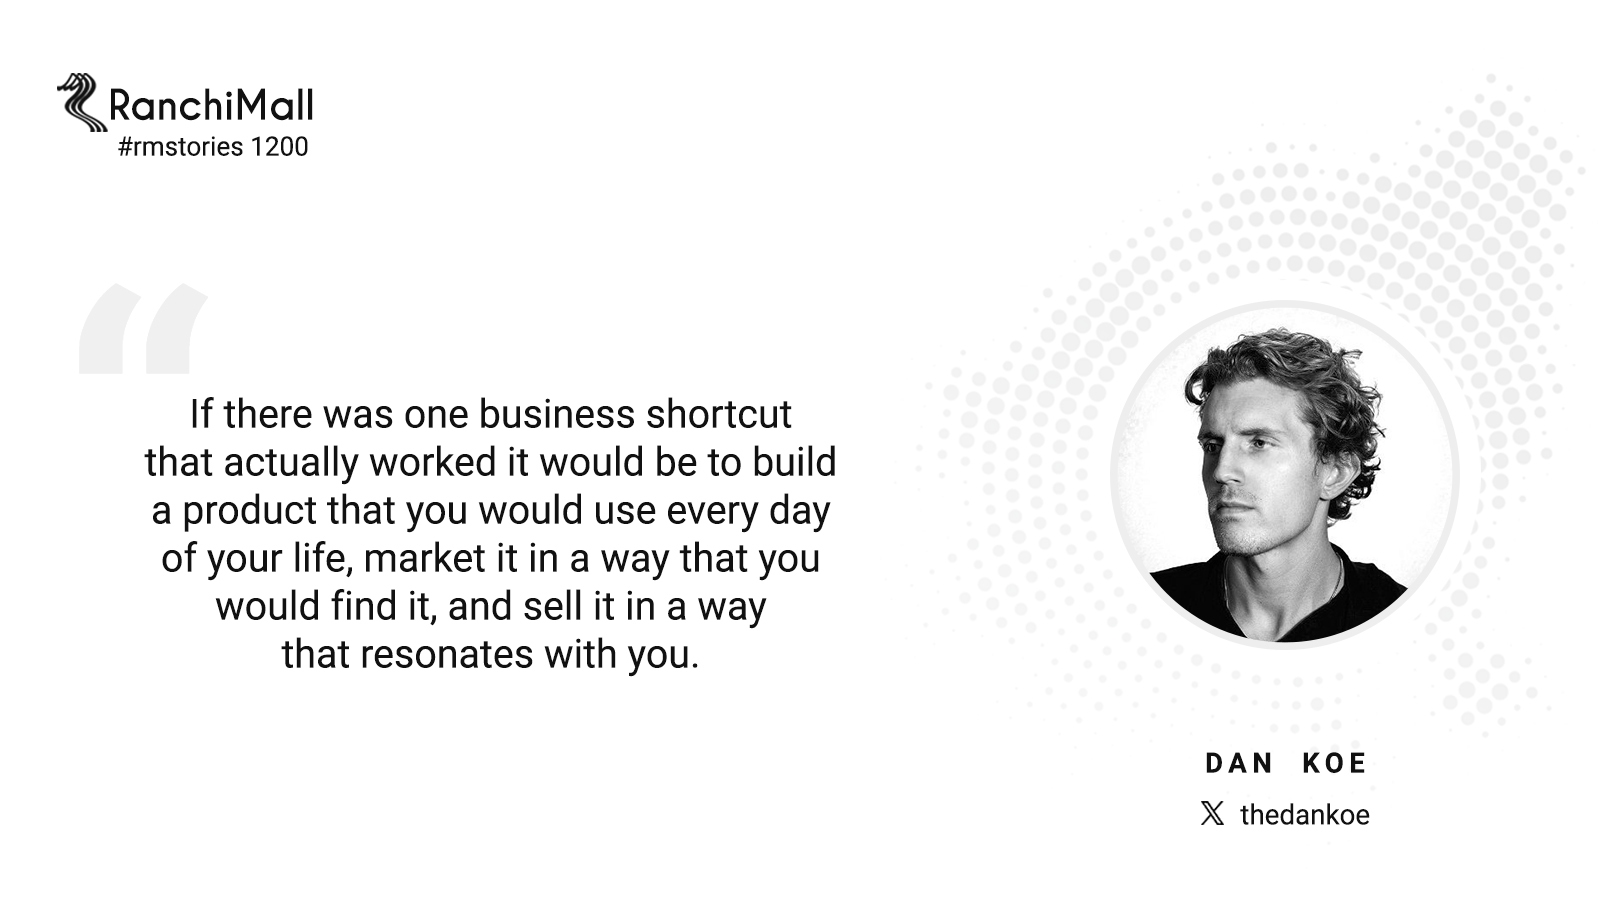 RanchiMall
#rmstories 1200
If there was one business shortcut
that actually worked it would be to build
a product that you would use every day
of your life, market it in a way that you
would find it, and sell it in a way
that resonates with you.
DAN KOE
thedankoe